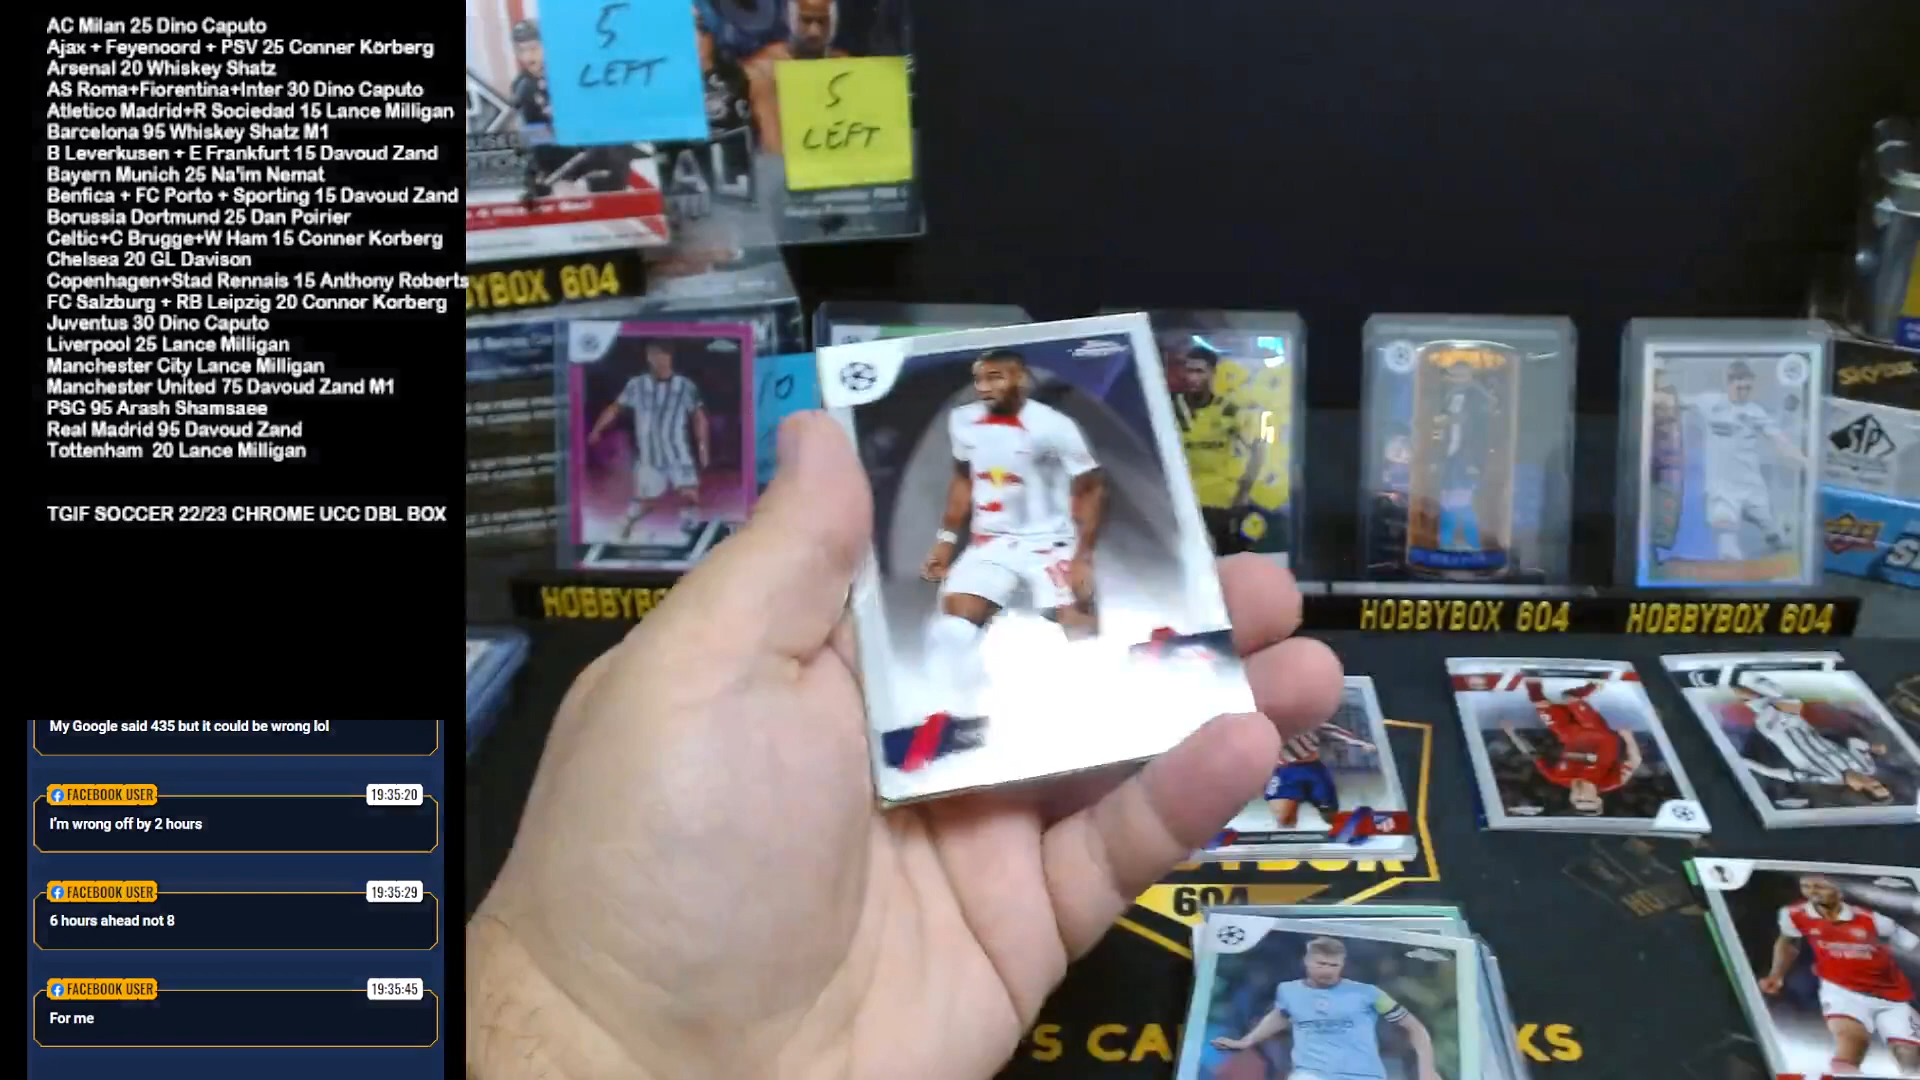 AC Milan 25 Dino Caputo
Ajax + Feyenoord + PSV 25 Conner Körberg
Arsenal 20 Whiskey Shatz
AS Roma+Fiorentina+Inter 30 Dino Caputo
Atletico Madrid+R Sociedad 15 Lance Milligan
Barcelona 95 Whiskey Shatz M1
B Leverkusen + E Frankfurt 15 Davoud Zand
Bayern Munich 25 Na'im Nemat
Benfica + FC Porto + Sporting 15 Davoud Zand
Borussia Dortmund 25 Dan Poirier
Celtic+C Brugge+W Ham 15 Conner Korberg
Chelsea 20 GL Davison
Copenhagen+Stad Rennais 15 Anthony Roberts
FC Salzburg + RB Leipzig 20 Connor Korberg
Juventus 30 Dino Caputo
Liverpool 25 Lance Milligan
Manchester City Lance Milligan
Manchester United 75 Davoud Zand M1
PSG 95 Arash Shamsaee
Real Madrid 95 Davoud Zand
Tottenham 20 Lance Milligan
TGIF SOCCER 22/23 CHROME UCC DBL BOX
My Google said 435 but it could be wrong lol
FACEBOOK USER 19:35:20
I'm wrong off by 2 hours
FACEBOOK USER 19:35:29
6 hours ahead not 8
FACEBOOK USER 19:35:45
For me
5
LEFT
5
LEFT
YBOX 604
10
HOBBYB
HOBBYBOX 604
HOBBYBOX 604
SP
604